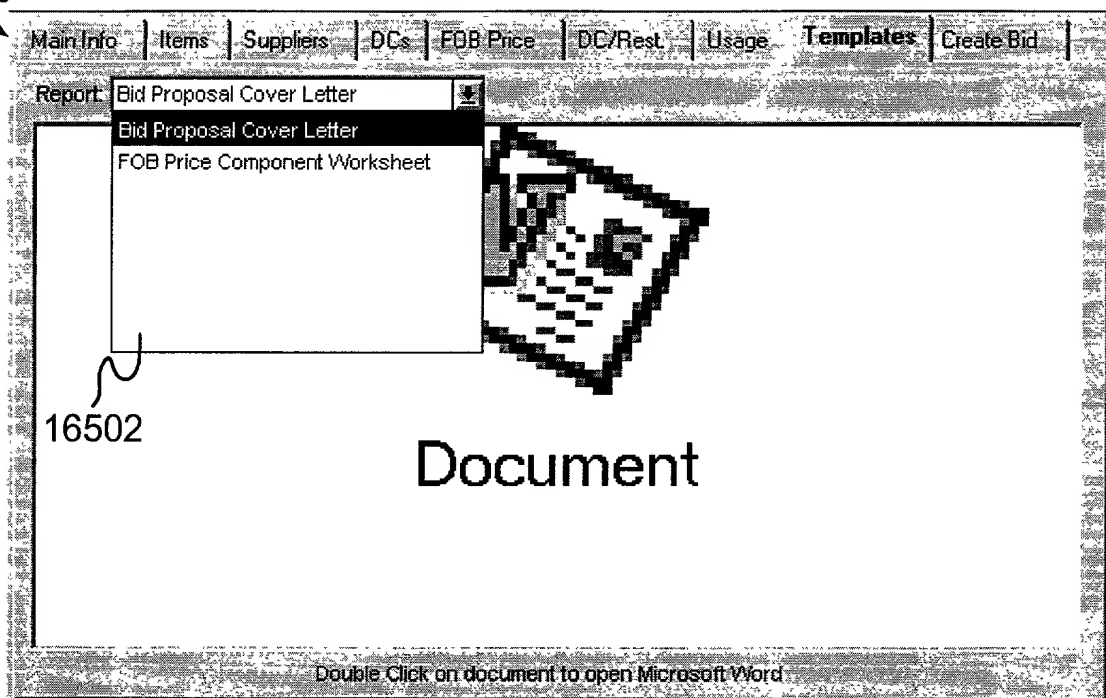 Main Info Items Suppliers DCs FOB Price DC/Rest. Usage Templates Create Bid
Report: Bid Proposal Cover Letter
Bid Proposal Cover Letter
FOB Price Component Worksheet
16502
Document
Double Click on document to open Microsoft Word